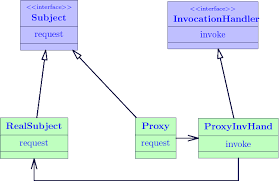 <<interface>>
Subject
request
<<interface>>
InvocationHandler
invoke
RealSubject
request
Proxy
request
ProxyInvHand
invoke